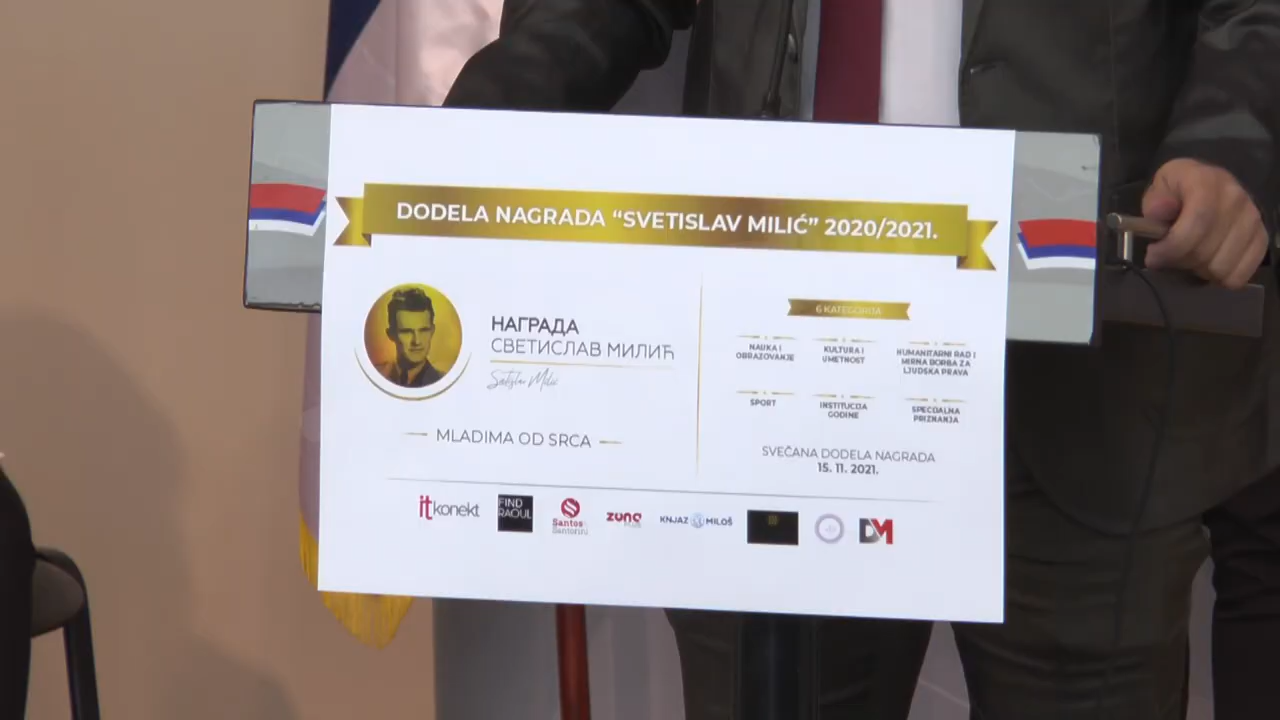 DODELA NAGRADA “SVETISLAV MILIĆ” 2020/2021.
НАГРАДА
СВЕТИСЛАВ МИЛИЋ
MLADIMA OD SRCA
6 KATEGORIJA
NAUKA I
OBRAZOVANJE
KULTURA I
UMETNOST
HUMANITARNI RAD I
MIRNA BORBA ZA
LJUDSKA PRAVA
SPORT
INSTITUCIJA
GODINE
SPECIJALNA
PRIZNANJA
SVEČANA DODELA NAGRADA
15. 11. 2021.
itkonekt
FIND
RAOUL
Santos
Santorini
KNJAZ MILOŠ
DM